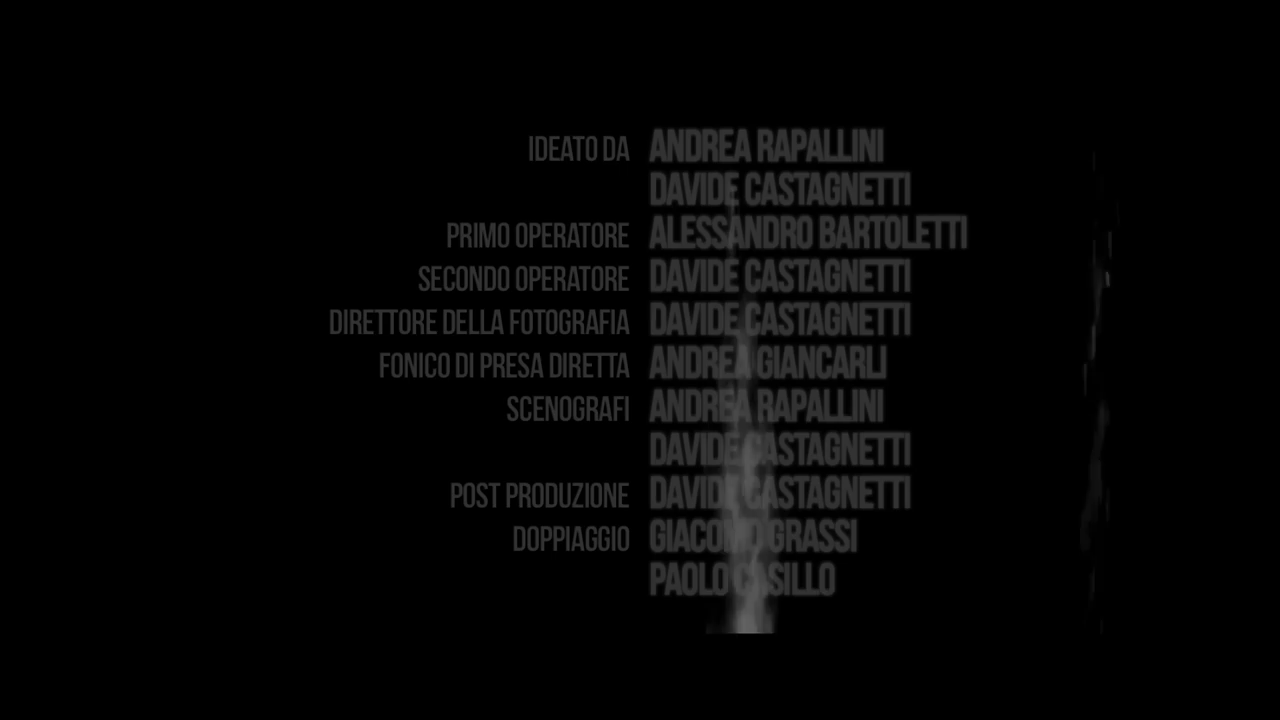 IDEATO DA ANDREA RAPALLINI
DAVIDE CASTAGNETTI
PRIMO OPERATORE ALESSANDRO BARTOLETTI
SECONDO OPERATORE DAVIDE CASTAGNETTI
DIRETTORE DELLA FOTOGRAFIA DAVIDE CASTAGNETTI
FONICO DI PRESA DIRETTA ANDREA GIANCARLI
SCENOGRAFI ANDREA RAPALLINI
DAVIDE CASTAGNETTI
POST PRODUZIONE DAVIDE CASTAGNETTI
DOPPIAGGIO GIACOMO GRASSI
PAOLO CASILLO